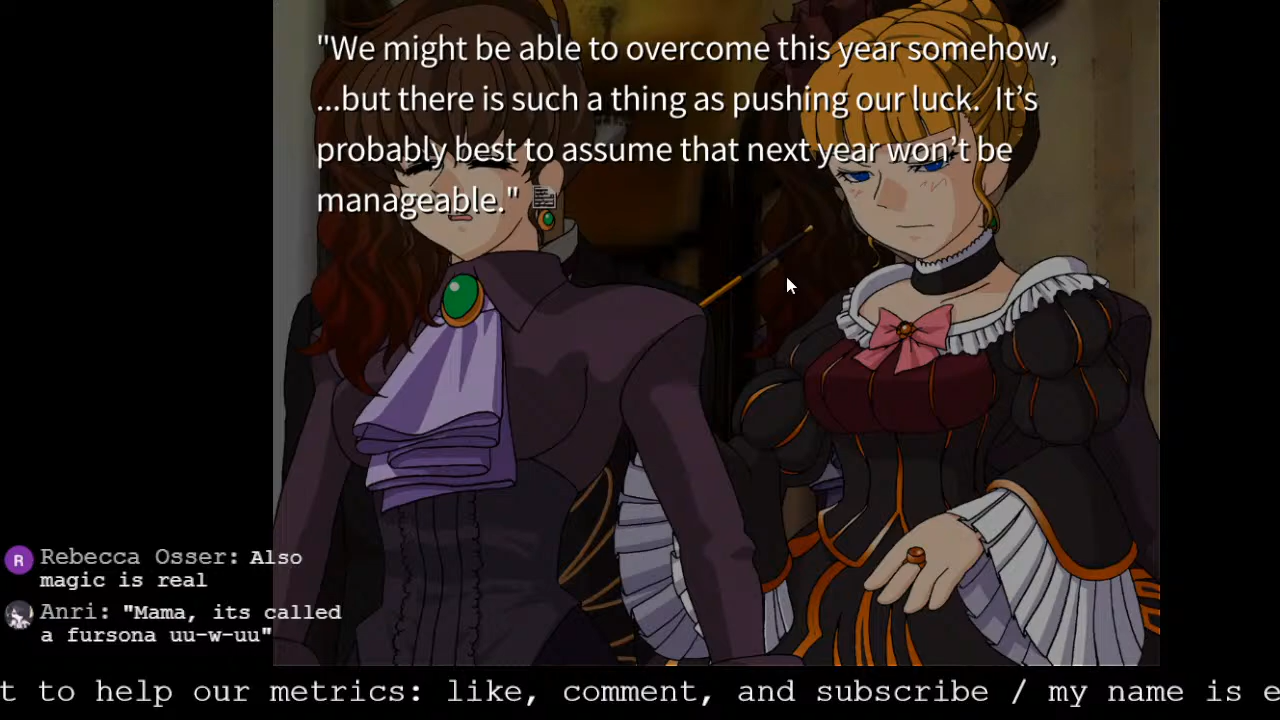 "We might be able to overcome this year somehow,
...but there is such a thing as pushing our luck.  It's
probably best to assume that next year won't be
manageable."
R Rebecca Osser: Also
magic is real
Anri: "Mama, its called
a fursona uu-w-uu"
t to help our metrics: like, comment, and subscribe / my name is e